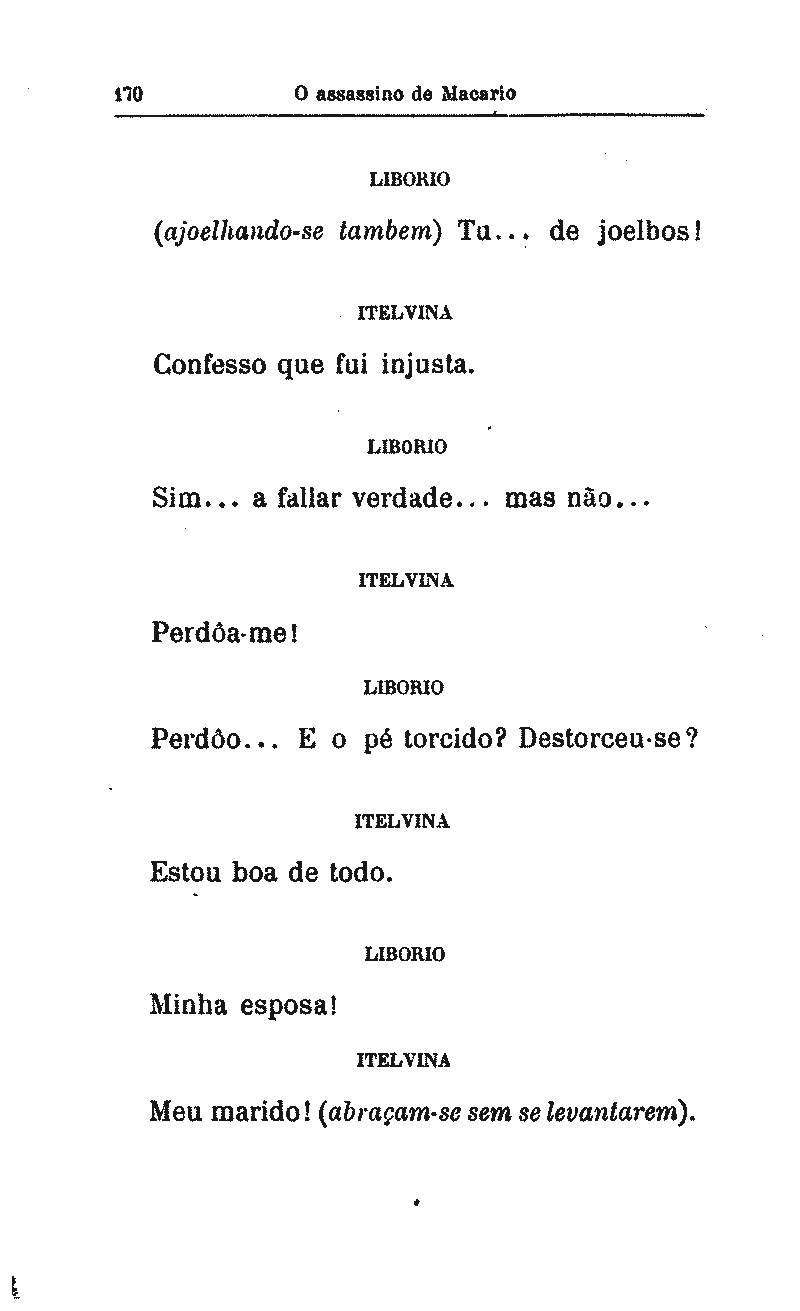 170 O assassino de Macario
LIBORIO
(ajoelhando-se tambem) Tu... de joelhos!
ITELVINA
Confesso que fui injusta.
LIBORIO
Sim... a fallar verdade... mas não...
ITELVINA
Perdôa-me!
LIBORIO
Perdôo... E o pé torcido? Destorceu-se?
ITELVINA
Estou boa de todo.
LIBORIO
Minha esposa!
ITELVINA
Meu marido! (abraçam-se sem se levantarem).